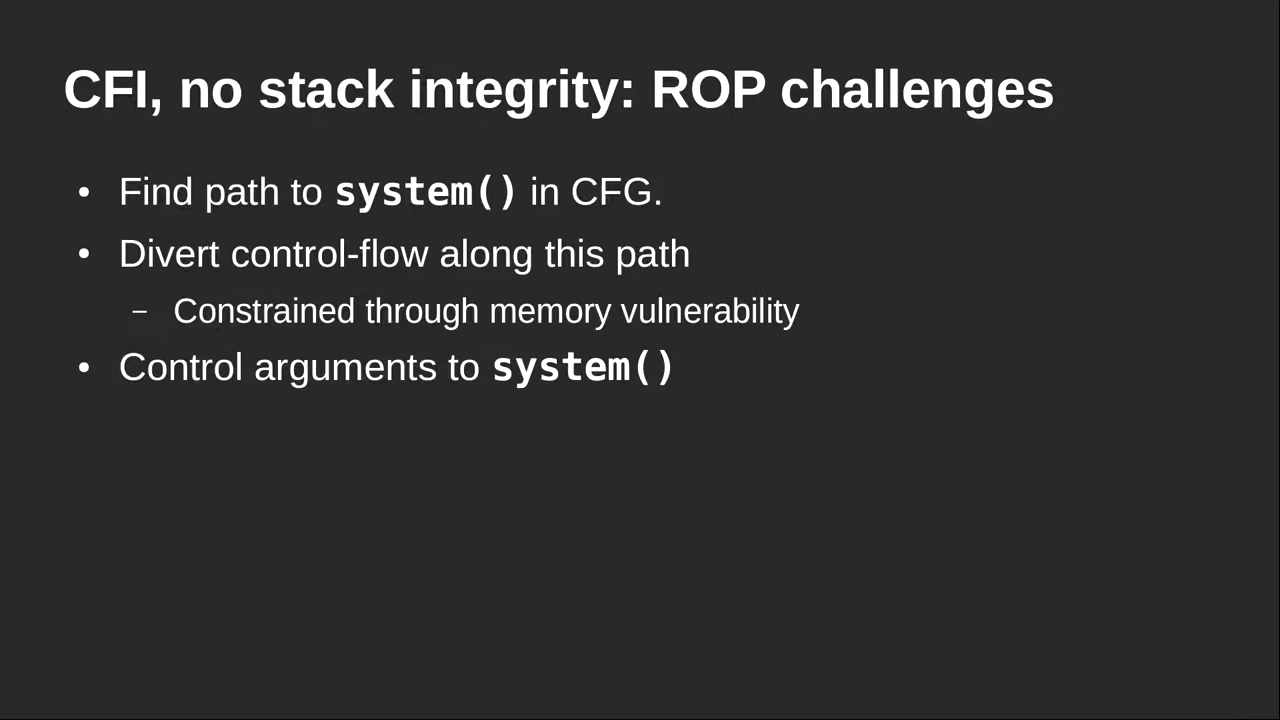 CFI, no stack integrity: ROP challenges
• Find path to system() in CFG.
• Divert control-flow along this path
– Constrained through memory vulnerability
• Control arguments to system()